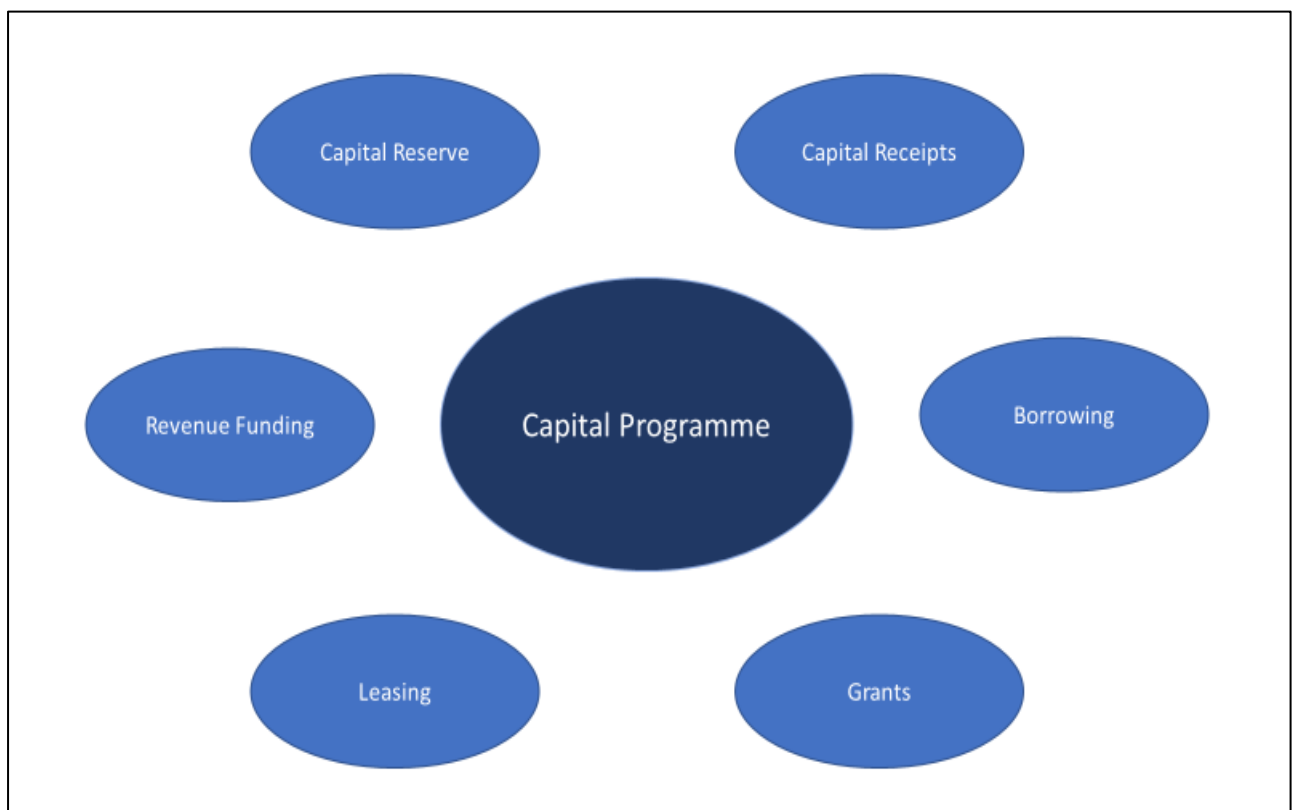 Capital Reserve
Capital Receipts
Revenue Funding
Capital Programme
Borrowing
Leasing
Grants